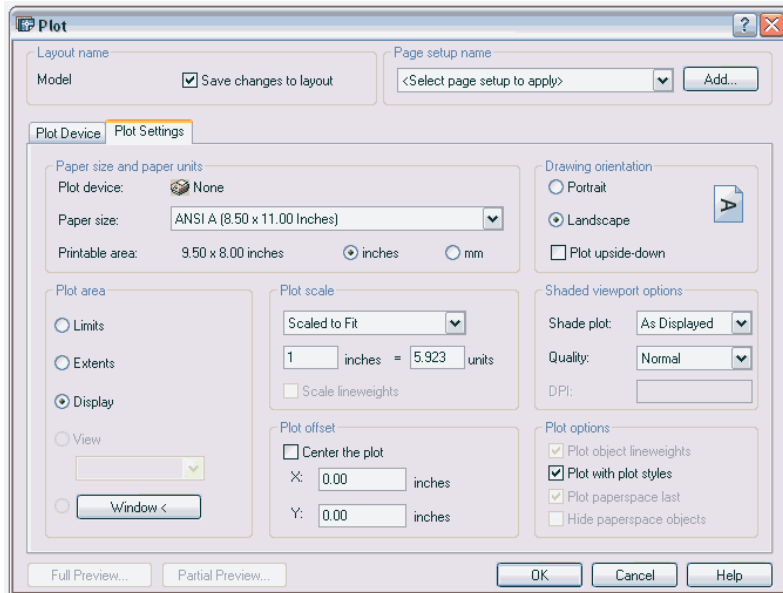 Plot
Layout name
Model
Save changes to layout
Page setup name
<Select page setup to apply>
Add...
Plot Device
Plot Settings
Paper size and paper units
Plot device:
None
Paper size:
ANSI A (8.50 x 11.00 Inches)
Printable area:
9.50 x 8.00 inches
inches
mm
Drawing orientation
Portrait
Landscape
Plot upside-down
A
Plot area
Limits
Extents
Display
View
Window <
Plot scale
Scaled to Fit
1 inches = 5.923 units
Scale lineweights
Plot offset
Center the plot
X: 0.00 inches
Y: 0.00 inches
Shaded viewport options
Shade plot: As Displayed
Quality: Normal
DPI:
Plot options
Plot object lineweights
Plot with plot styles
Plot paperspace last
Hide paperspace objects
Full Preview...
Partial Preview...
OK
Cancel
Help